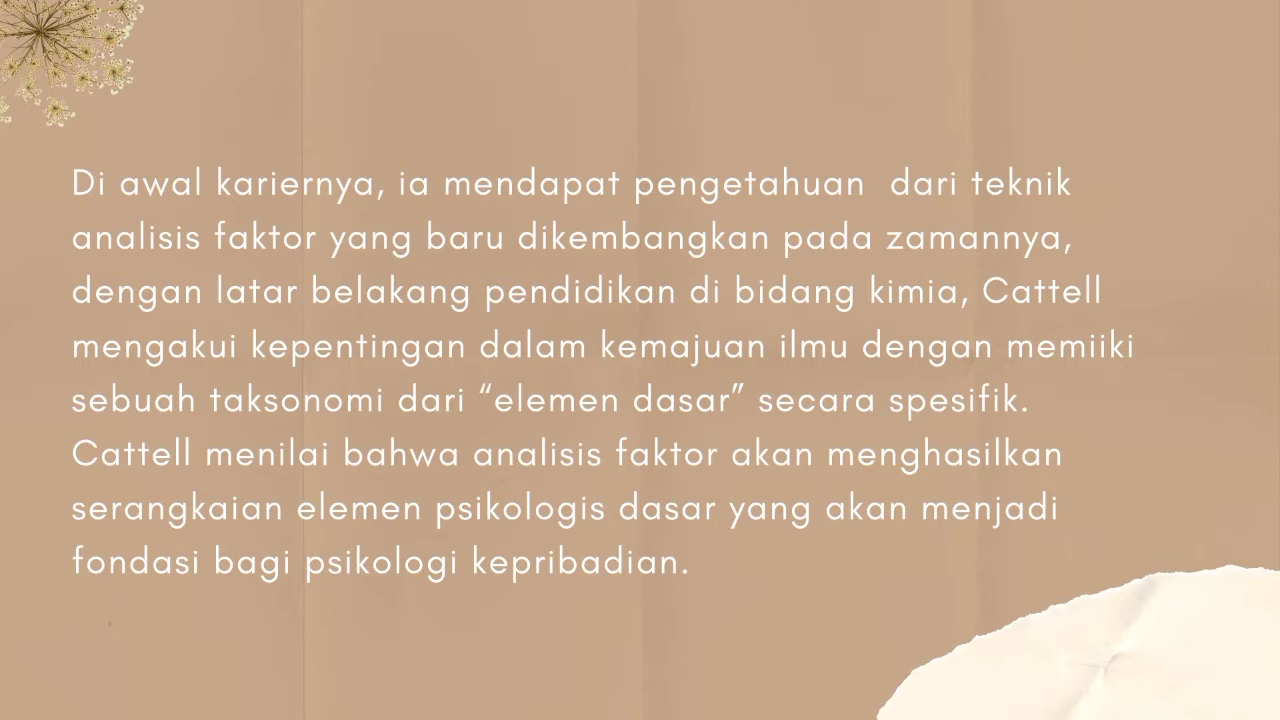 Di awal kariernya, ia mendapat pengetahuan  dari teknik
analisis faktor yang baru dikembangkan pada zamannya,
dengan latar belakang pendidikan di bidang kimia, Cattell
mengakui kepentingan dalam kemajuan ilmu dengan memiiki
sebuah taksonomi dari “elemen dasar” secara spesifik.
Cattell menilai bahwa analisis faktor akan menghasilkan
serangkaian elemen psikologis dasar yang akan menjadi
fondasi bagi psikologi kepribadian.